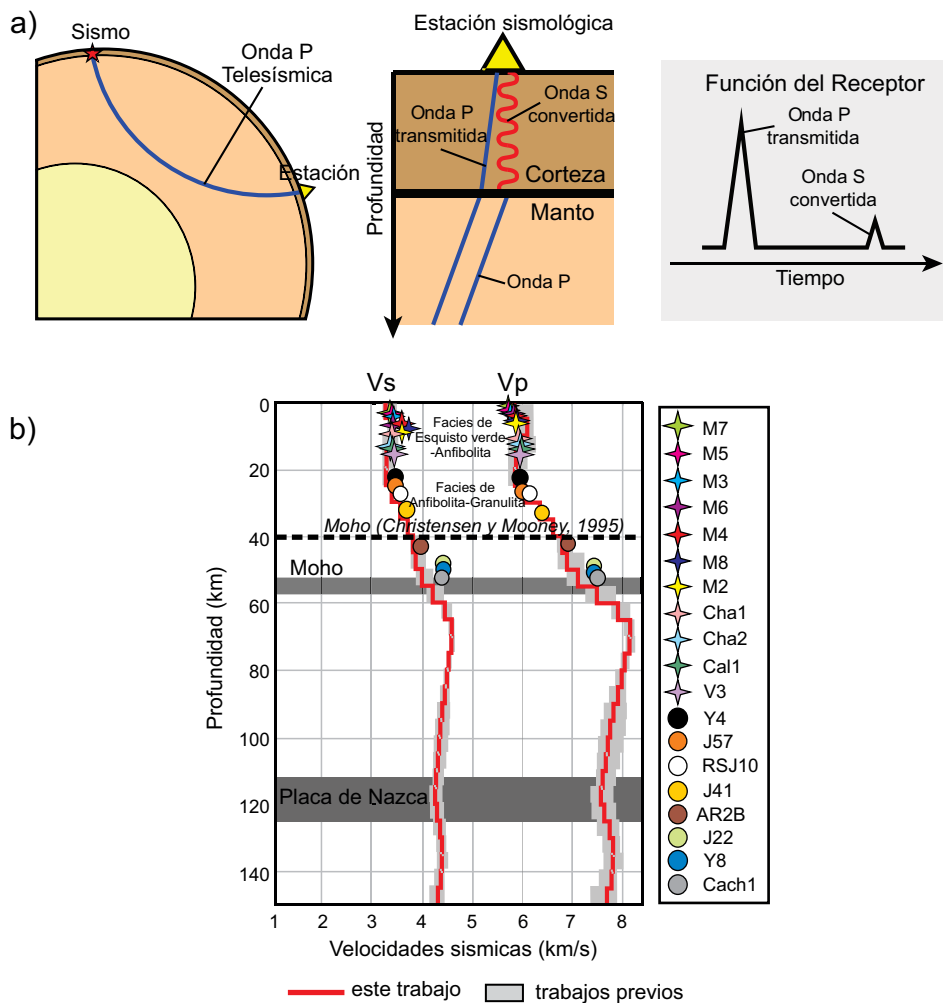 a)
Sismo
Onda P
Telesísmica
Estación
Estación sismológica
Profundidad
Onda P
transmitida
Onda S
convertida
Corteza
Manto
Onda P
Función del Receptor
Onda P
transmitida
Onda S
convertida
Tiempo
b)
Vs
Vp
0
20
40
60
80
100
120
140
Profundidad (km)
Facies de
Esquisto verde
-Anfibolita
Facies de
Anfibolita-Granulita
Moho (Christensen y Mooney, 1995)
Moho
Placa de Nazca
1
2
3
4
5
6
7
8
Velocidades sismicas (km/s)
M7
M5
M3
M6
M4
M8
M2
Cha1
Cha2
Cal1
V3
Y4
J57
RSJ10
J41
AR2B
J22
Y8
Cach1
este trabajo
trabajos previos